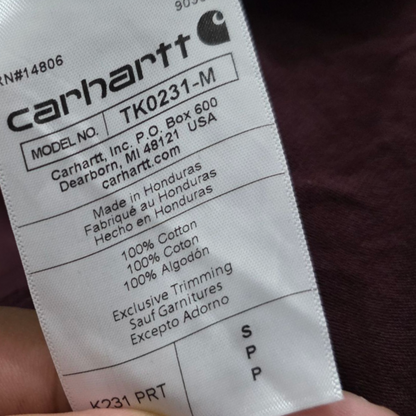 RN#14806
carhartt
MODEL NO. TK0231-M
Carhartt, Inc. P.O. Box 600
Dearborn, MI 48121 USA
carhartt.com
Made in Honduras
Fabriqué au Honduras
Hecho en Honduras
100% Cotton
100% Coton
100% Algodón
Exclusive Trimming
Sauf Garnitures
Excepto Adorno
K231 PRT
S
P
P